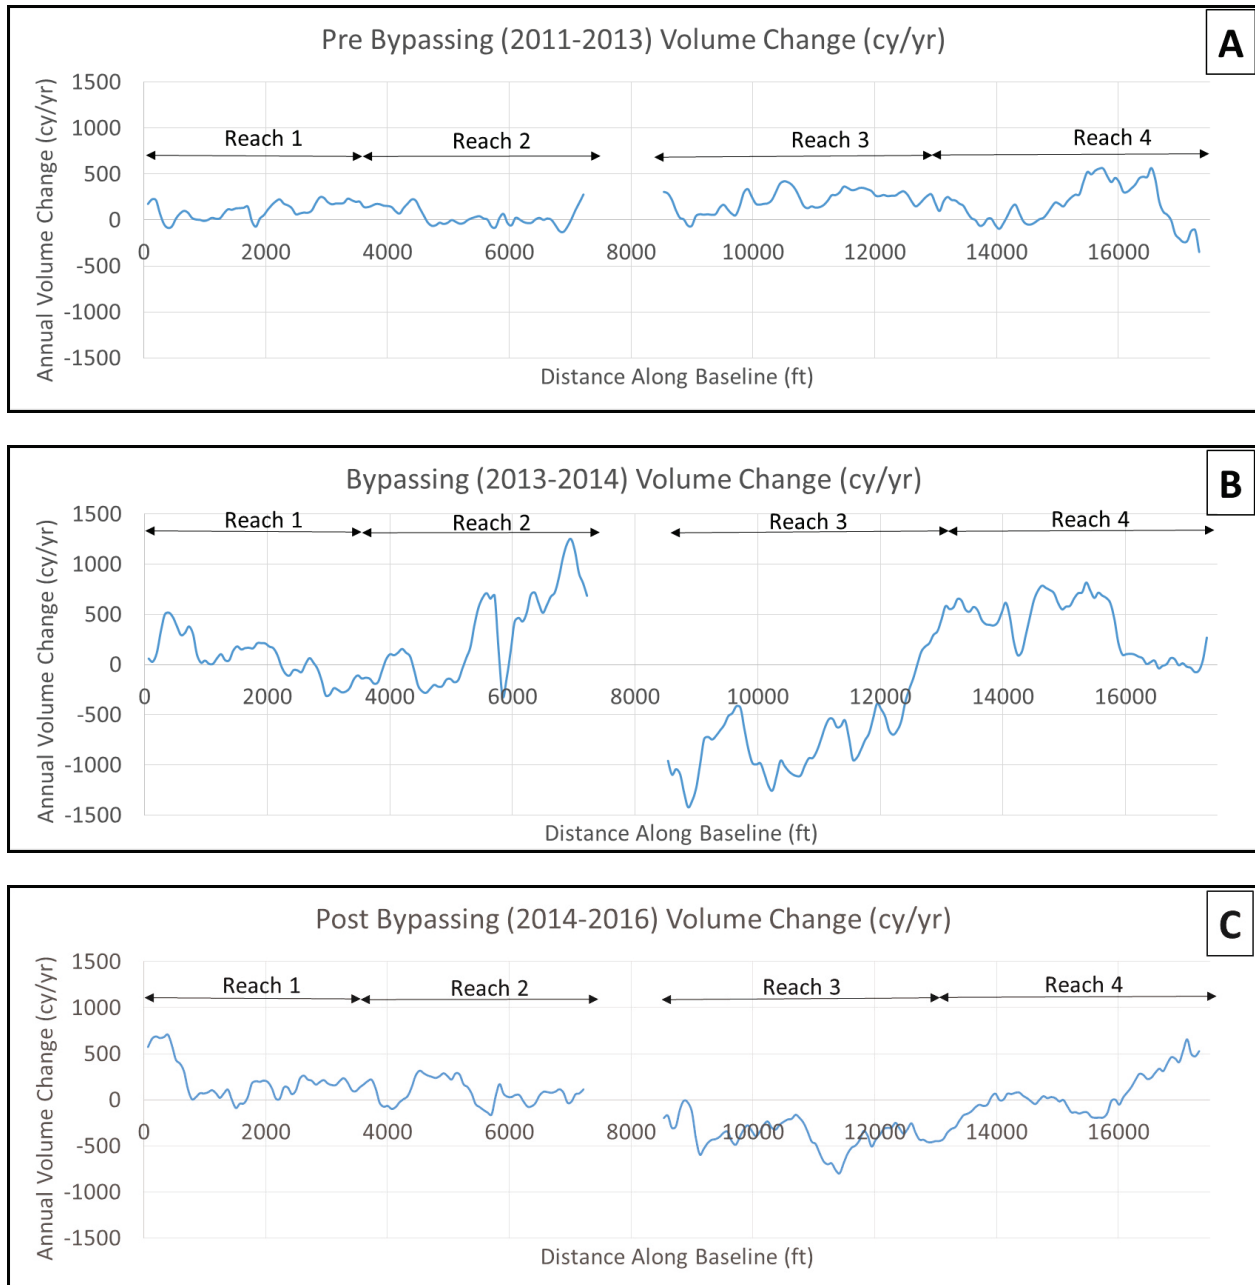 Pre Bypassing (2011-2013) Volume Change (cy/yr)
A
Annual Volume Change (cy/yr)
1500
1000
500
0
-500
-1000
-1500
Reach 1
Reach 2
Reach 3
Reach 4
0 2000 4000 6000 8000 10000 12000 14000 16000
Distance Along Baseline (ft)
Bypassing (2013-2014) Volume Change (cy/yr)
B
Annual Volume Change (cy/yr)
1500
1000
500
0
-500
-1000
-1500
Reach 1
Reach 2
Reach 3
Reach 4
0 2000 4000 6000 8000 10000 12000 14000 16000
Distance Along Baseline (ft)
Post Bypassing (2014-2016) Volume Change (cy/yr)
C
Annual Volume Change (cy/yr)
1500
1000
500
0
-500
-1000
-1500
Reach 1
Reach 2
Reach 3
Reach 4
0 2000 4000 6000 8000 10000 12000 14000 16000
Distance Along Baseline (ft)